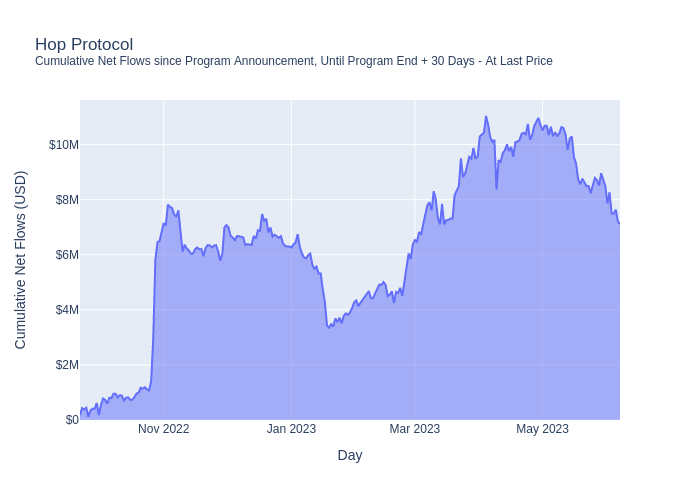 Hop Protocol
Cumulative Net Flows since Program Announcement, Until Program End + 30 Days - At Last Price
Cumulative Net Flows (USD)
$10M
$8M
$6M
$4M
$2M
$0
Nov 2022
Jan 2023
Mar 2023
May 2023
Day